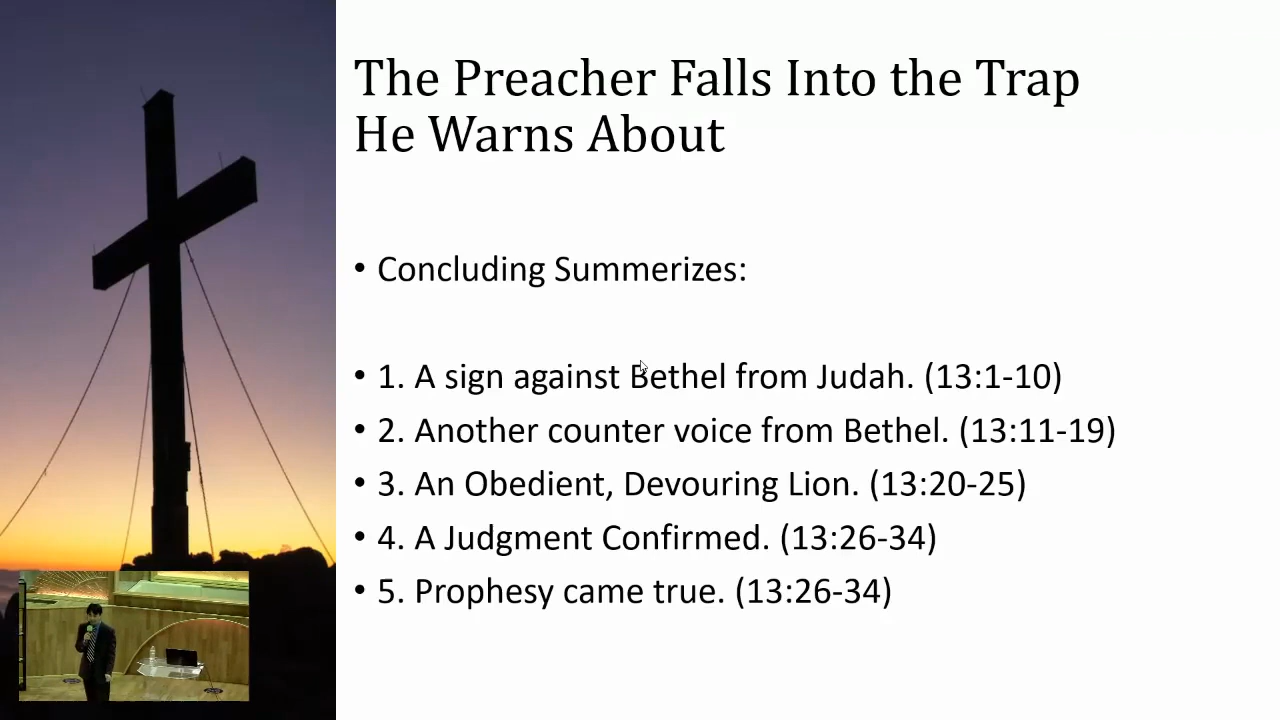 The Preacher Falls Into the Trap
He Warns About
• Concluding Summerizes:
• 1. A sign against Bethel from Judah. (13:1-10)
• 2. Another counter voice from Bethel. (13:11-19)
• 3. An Obedient, Devouring Lion. (13:20-25)
• 4. A Judgment Confirmed. (13:26-34)
• 5. Prophesy came true. (13:26-34)